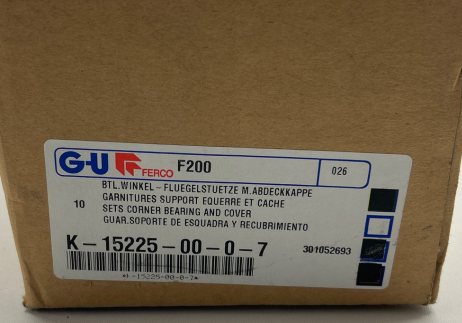 G-U FERCO F200 026
BTL.WINKEL-FLUEGELSTUETZE M.ABDECKKAPPE
10 GARNITURES SUPPORT EQUERRE ET CACHE
SETS CORNER BEARING AND COVER
GUAR.SOPORTE DE ESQUADRA Y RECUBRIMIENTO
K-15225-00-0-7 301052693